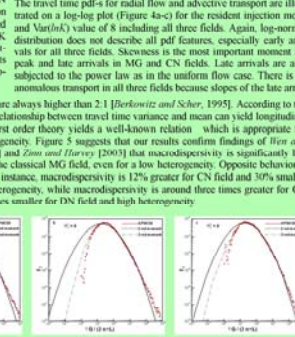 The travel time pdf-s for radial flow and advective transport are ill
trated on a log-log plot (Figure 4a-c) for the resident injection mo
and Var(lnK) value of 8 including all three fields. Again, log-norm
distribution does not describe all pdf features, especially early a
vals for all three fields. Skewness is the most important moment
peak and late arrivals in MG and CN fields. Late arrivals are a
subjected to the power law as in the uniform flow case. There is
anomalous transport in all three fields because slopes of the late arr
are always higher than 2:1 [Berkowitz and Scher, 1995]. According to t
relationship between travel time variance and mean can yield longitudi
rst order theory yields a well-known relation which is appropriate
geneity. Figure 5 suggests that our results confirm findings of Wen a
] and Zinn and Harvey [2003] that macrodispersivity is significantly l
he classical MG field, even for a low heterogeneity. Opposite behavior
instance, macrodispersivity is 12% greater for CN field and 30% small
erogeneity, while macrodispersivity is around three times greater for C
es smaller for DN field and high heterogeneity.